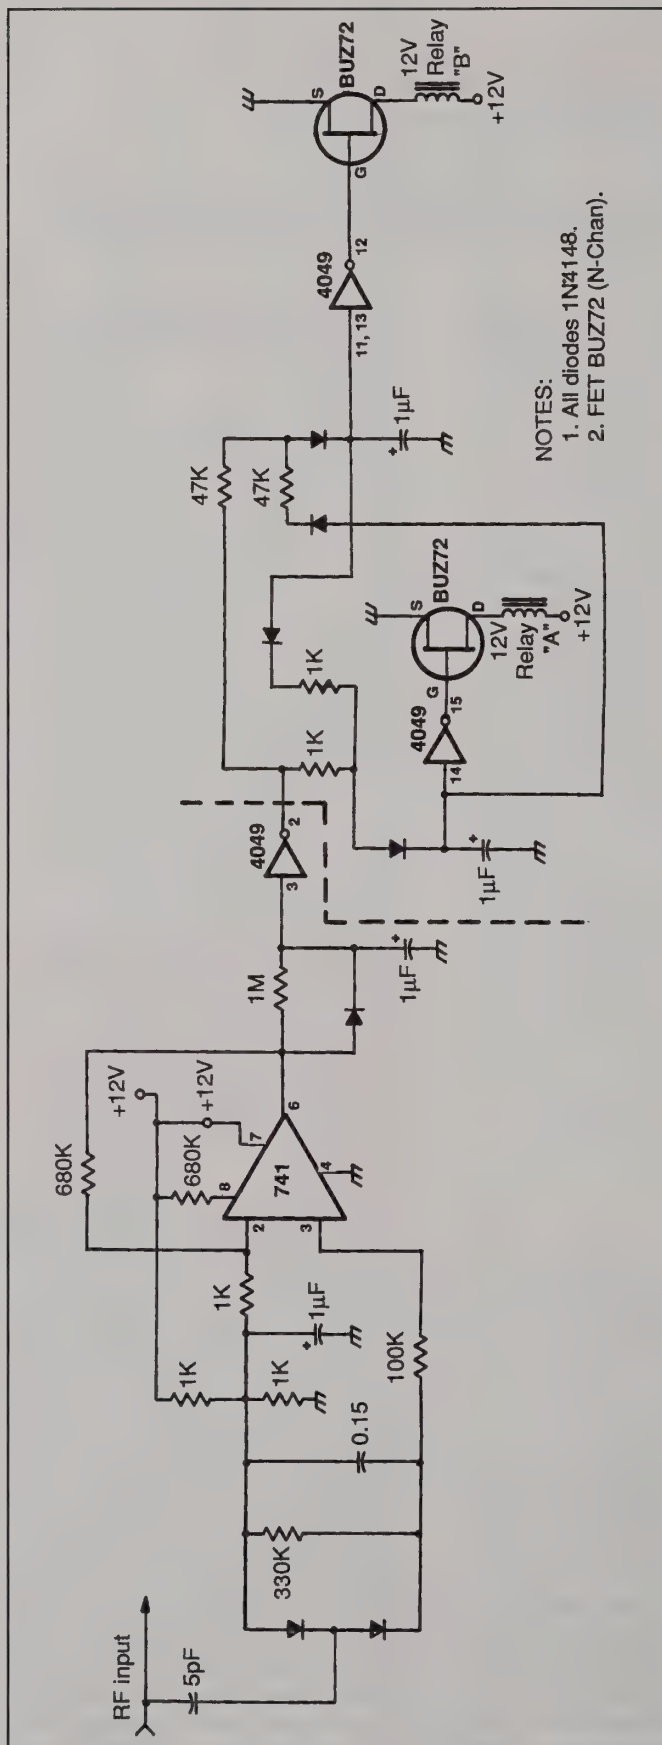 RF input
5pF
330K
0.15
1K
1K
1µF
+
1K
100K
680K
+12V
+12V
680K
8
7
2
3
741
4
6
1M
1µF
+
3
4049
2
47K
47K
1K
1K
1µF
+
14
4049
15
G
S
D
BUZ72
12V
Relay
"A"
+12V
1µF
+
11, 13
4049
12
G
S
D
BUZ72
12V
Relay
"B"
+12V
NOTES:
1. All diodes 1N4148.
2. FET BUZ72 (N-Chan).